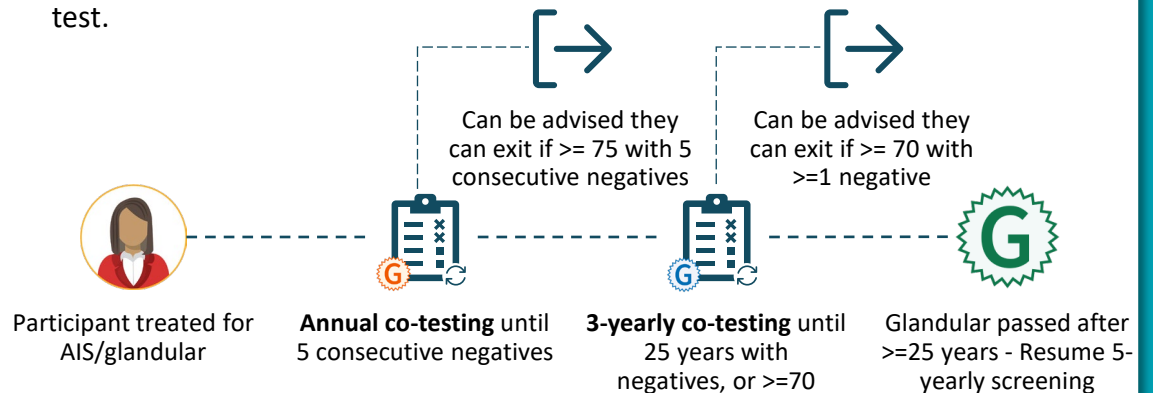 test.
Can be advised they
can exit if >= 75 with 5
consecutive negatives
Can be advised they
can exit if >= 70 with
>=1 negative
G
G
G
Participant treated for
AIS/glandular
Annual co-testing until
5 consecutive negatives
3-yearly co-testing until
25 years with
negatives, or >=70
Glandular passed after
>=25 years - Resume 5-
yearly screening